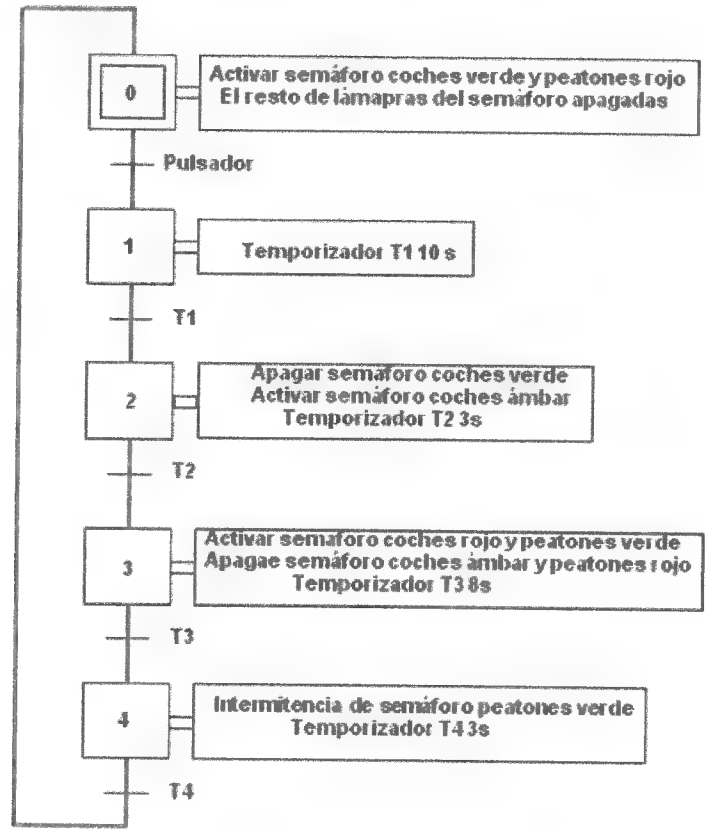 0
Activar semáforo coches verde y peatones rojo
El resto de lámapras del semáforo apagadas
Pulsador
1
Temporizador T1 10 s
T1
2
Apagar semáforo coches verde
Activar semáforo coches ámbar
Temporizador T2 3s
T2
3
Activar semaforo coches rojo y peatones verde
Apagae semáforo coches ámbar y peatones rojo
Temporizador T3 8s
T3
4
Intermitencia de semáforo peatones verde
Temporizador T4 3s
T4